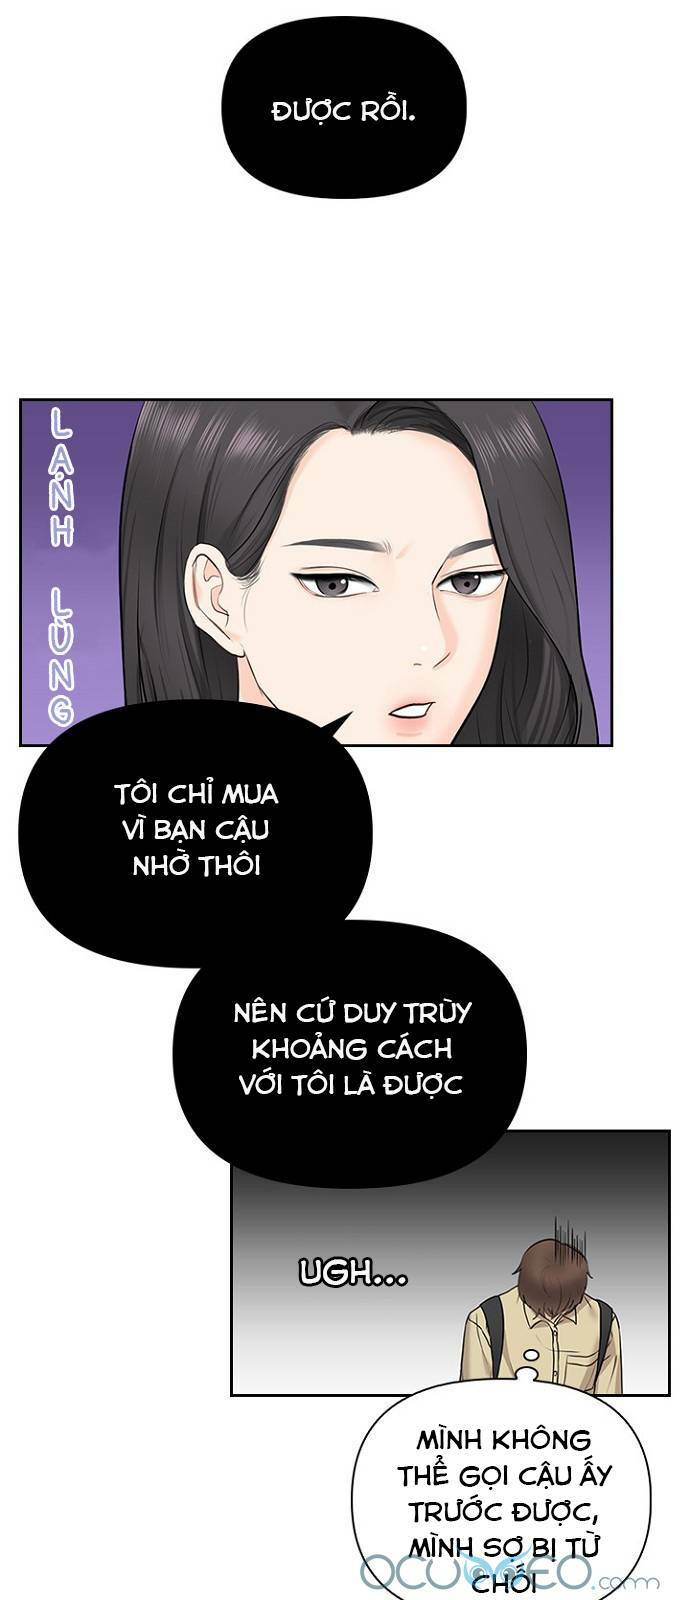 ĐƯỢC RỒI.
LẠNH LÙNG
TÔI CHỈ MUA
VÌ BẠN CẬU
NHỜ THÔI
NÊN CỨ DUY TRÙY
KHOẢNG CÁCH
VỚI TÔI LÀ ĐƯỢC
UGH...
MÌNH KHÔNG
THỂ GỌI CẬU ẤY
TRƯỚC ĐƯỢC,
MÌNH SỢ BỊ TỪ
CHỐI